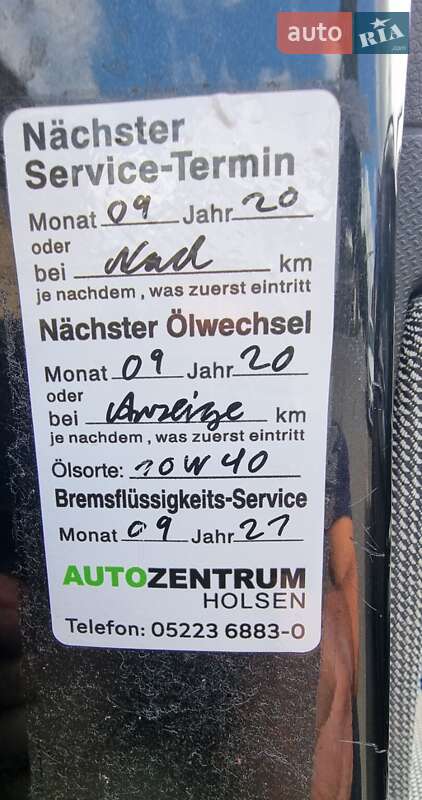 auto RIA .com
Nächster
Service-Termin
Monat 09 Jahr 20
oder
bei Nach km
je nachdem, was zuerst eintritt
Nächster Ölwechsel
Monat 09 Jahr 20
oder
bei Anzeige km
je nachdem, was zuerst eintritt
Ölsorte: 10W40
Bremsflüssigkeits-Service
Monat 09 Jahr 21
AUTOZENTRUM
HOLSEN
Telefon: 05223 6883-0